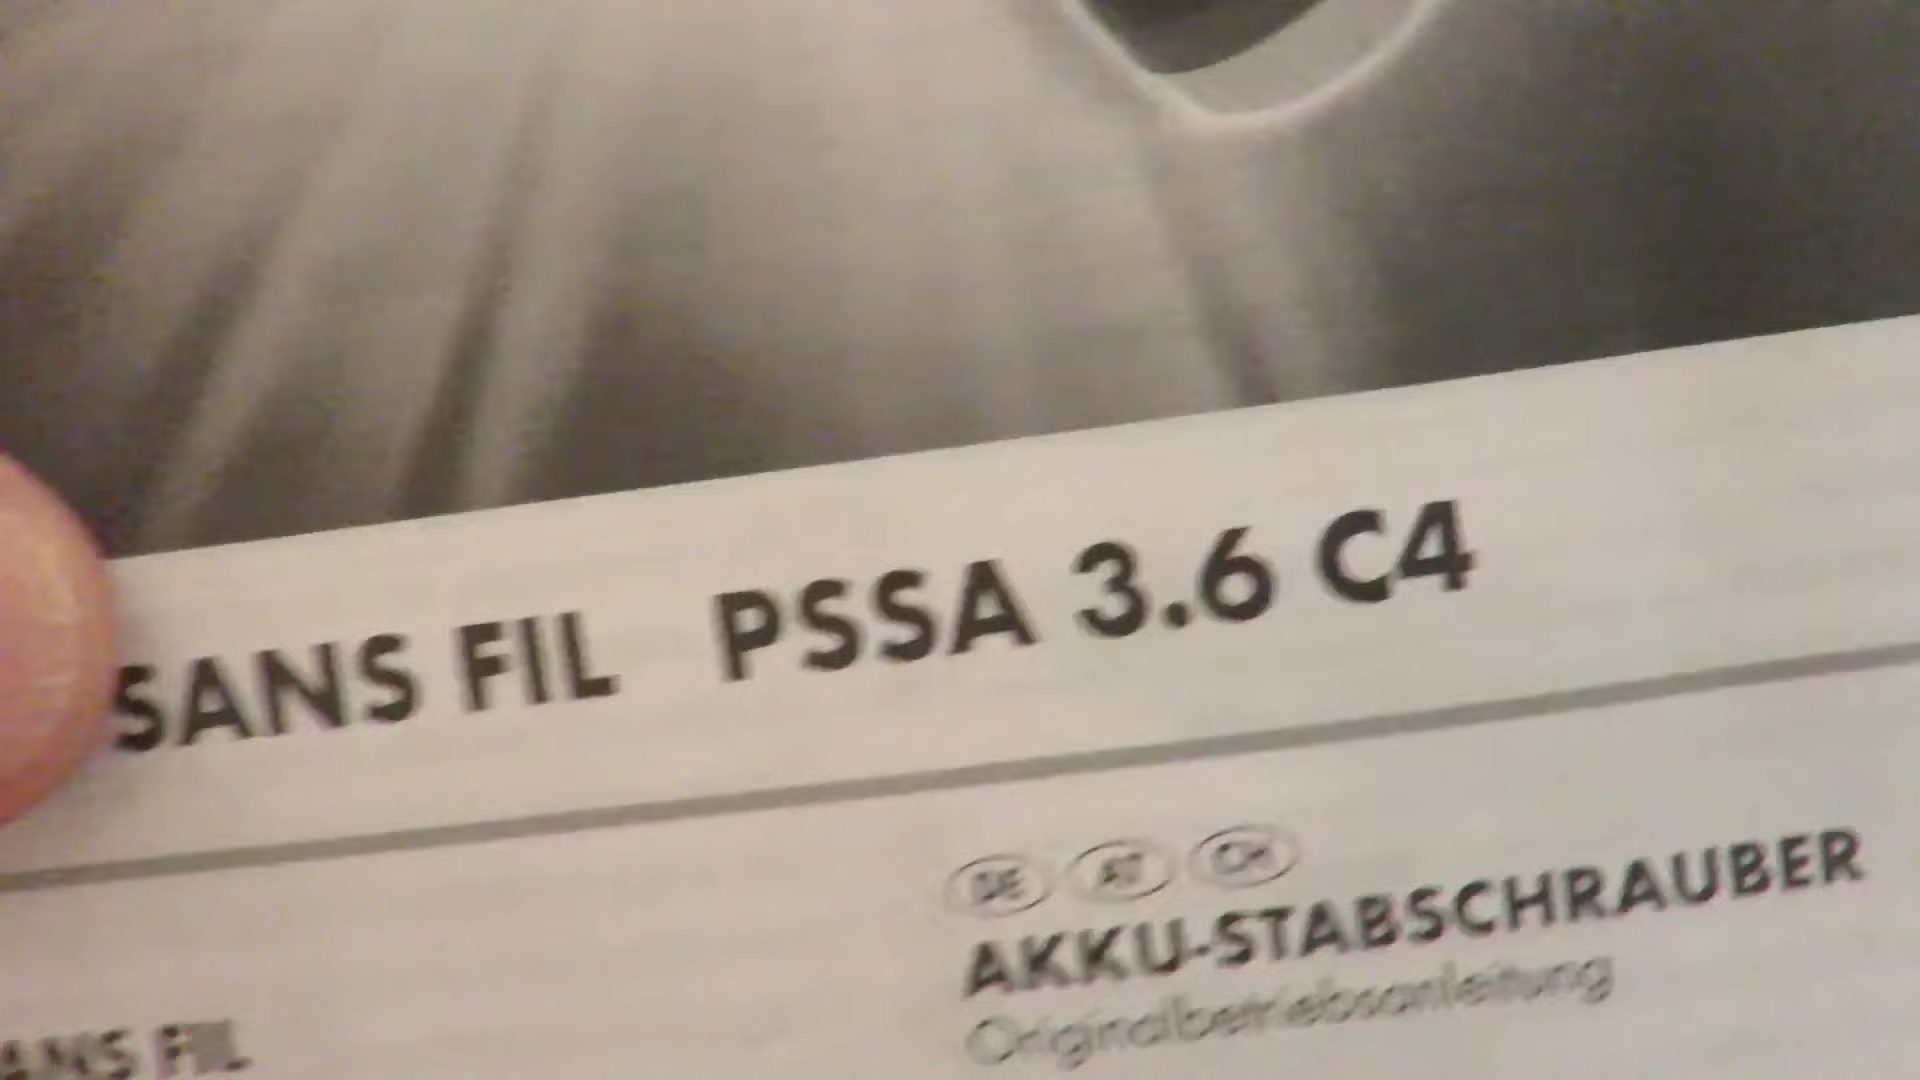 SANS FIL PSSA 3.6 C4
DE AT CH
AKKU-STABSCHRAUBER
Originalbetriebsanleitung
ANS FIL